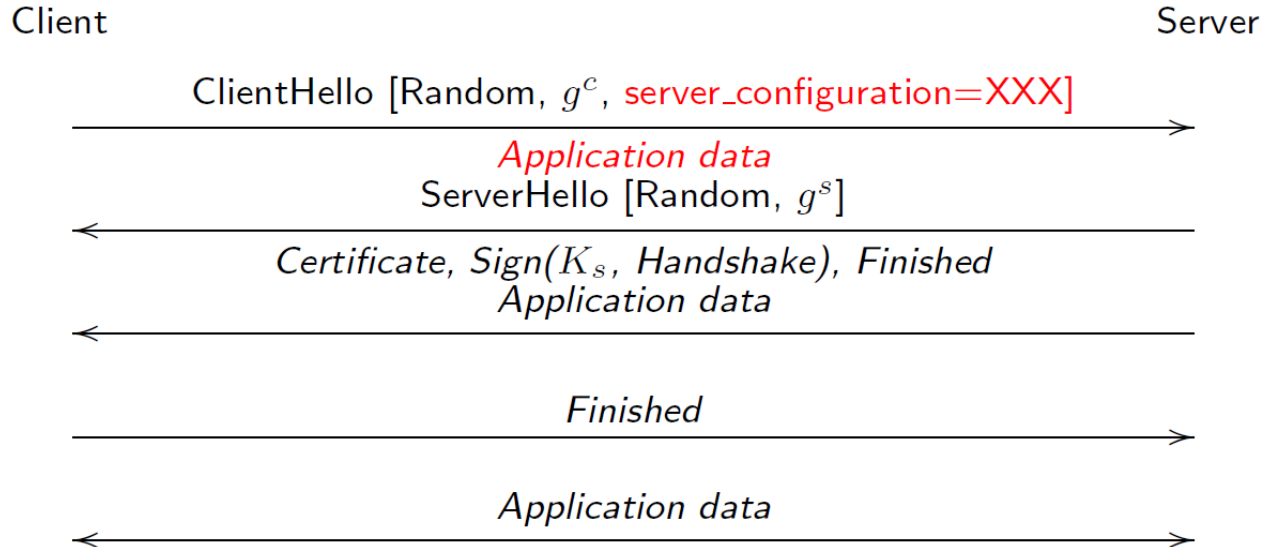 Client
Server
ClientHello [Random, g^c, server_configuration=XXX]
Application data
ServerHello [Random, g^s]
Certificate, Sign(K_s, Handshake), Finished
Application data
Finished
Application data